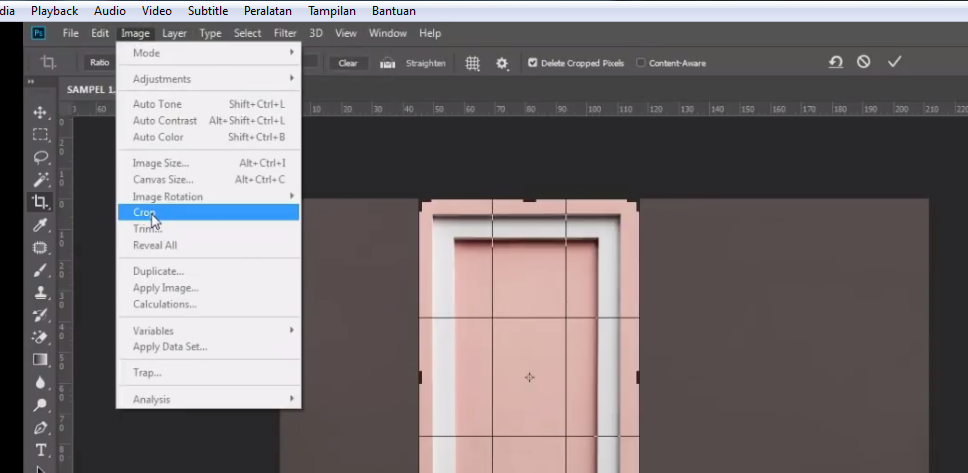 dia Playback Audio Video Subtitle Peralatan Tampilan Bantuan
Ps File Edit Image Layer Type Select Filter 3D View Window Help
Ratio Clear Straighten Delete Cropped Pixels Content-Aware
SAMPEL 1.
60 10 20 30 40 50 60 70 80 90 100 110 120 130 140 150 160 170 180 190 200 210 220
Mode
Adjustments
Auto Tone Shift+Ctrl+L
Auto Contrast Alt+Shift+Ctrl+L
Auto Color Shift+Ctrl+B
Image Size... Alt+Ctrl+I
Canvas Size... Alt+Ctrl+C
Image Rotation
Crop
Trim...
Reveal All
Duplicate...
Apply Image...
Calculations...
Variables
Apply Data Set...
Trap...
Analysis